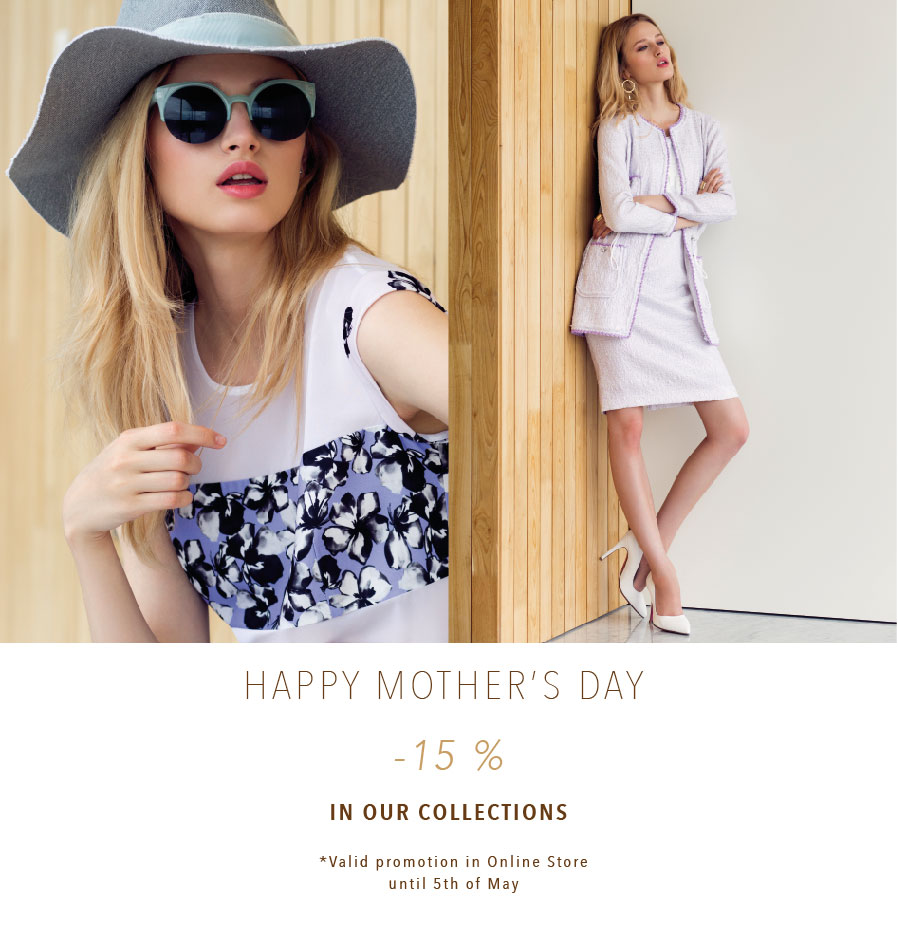 HAPPY MOTHER'S DAY
-15 %
IN OUR COLLECTIONS
*Valid promotion in Online Store
until 5th of May